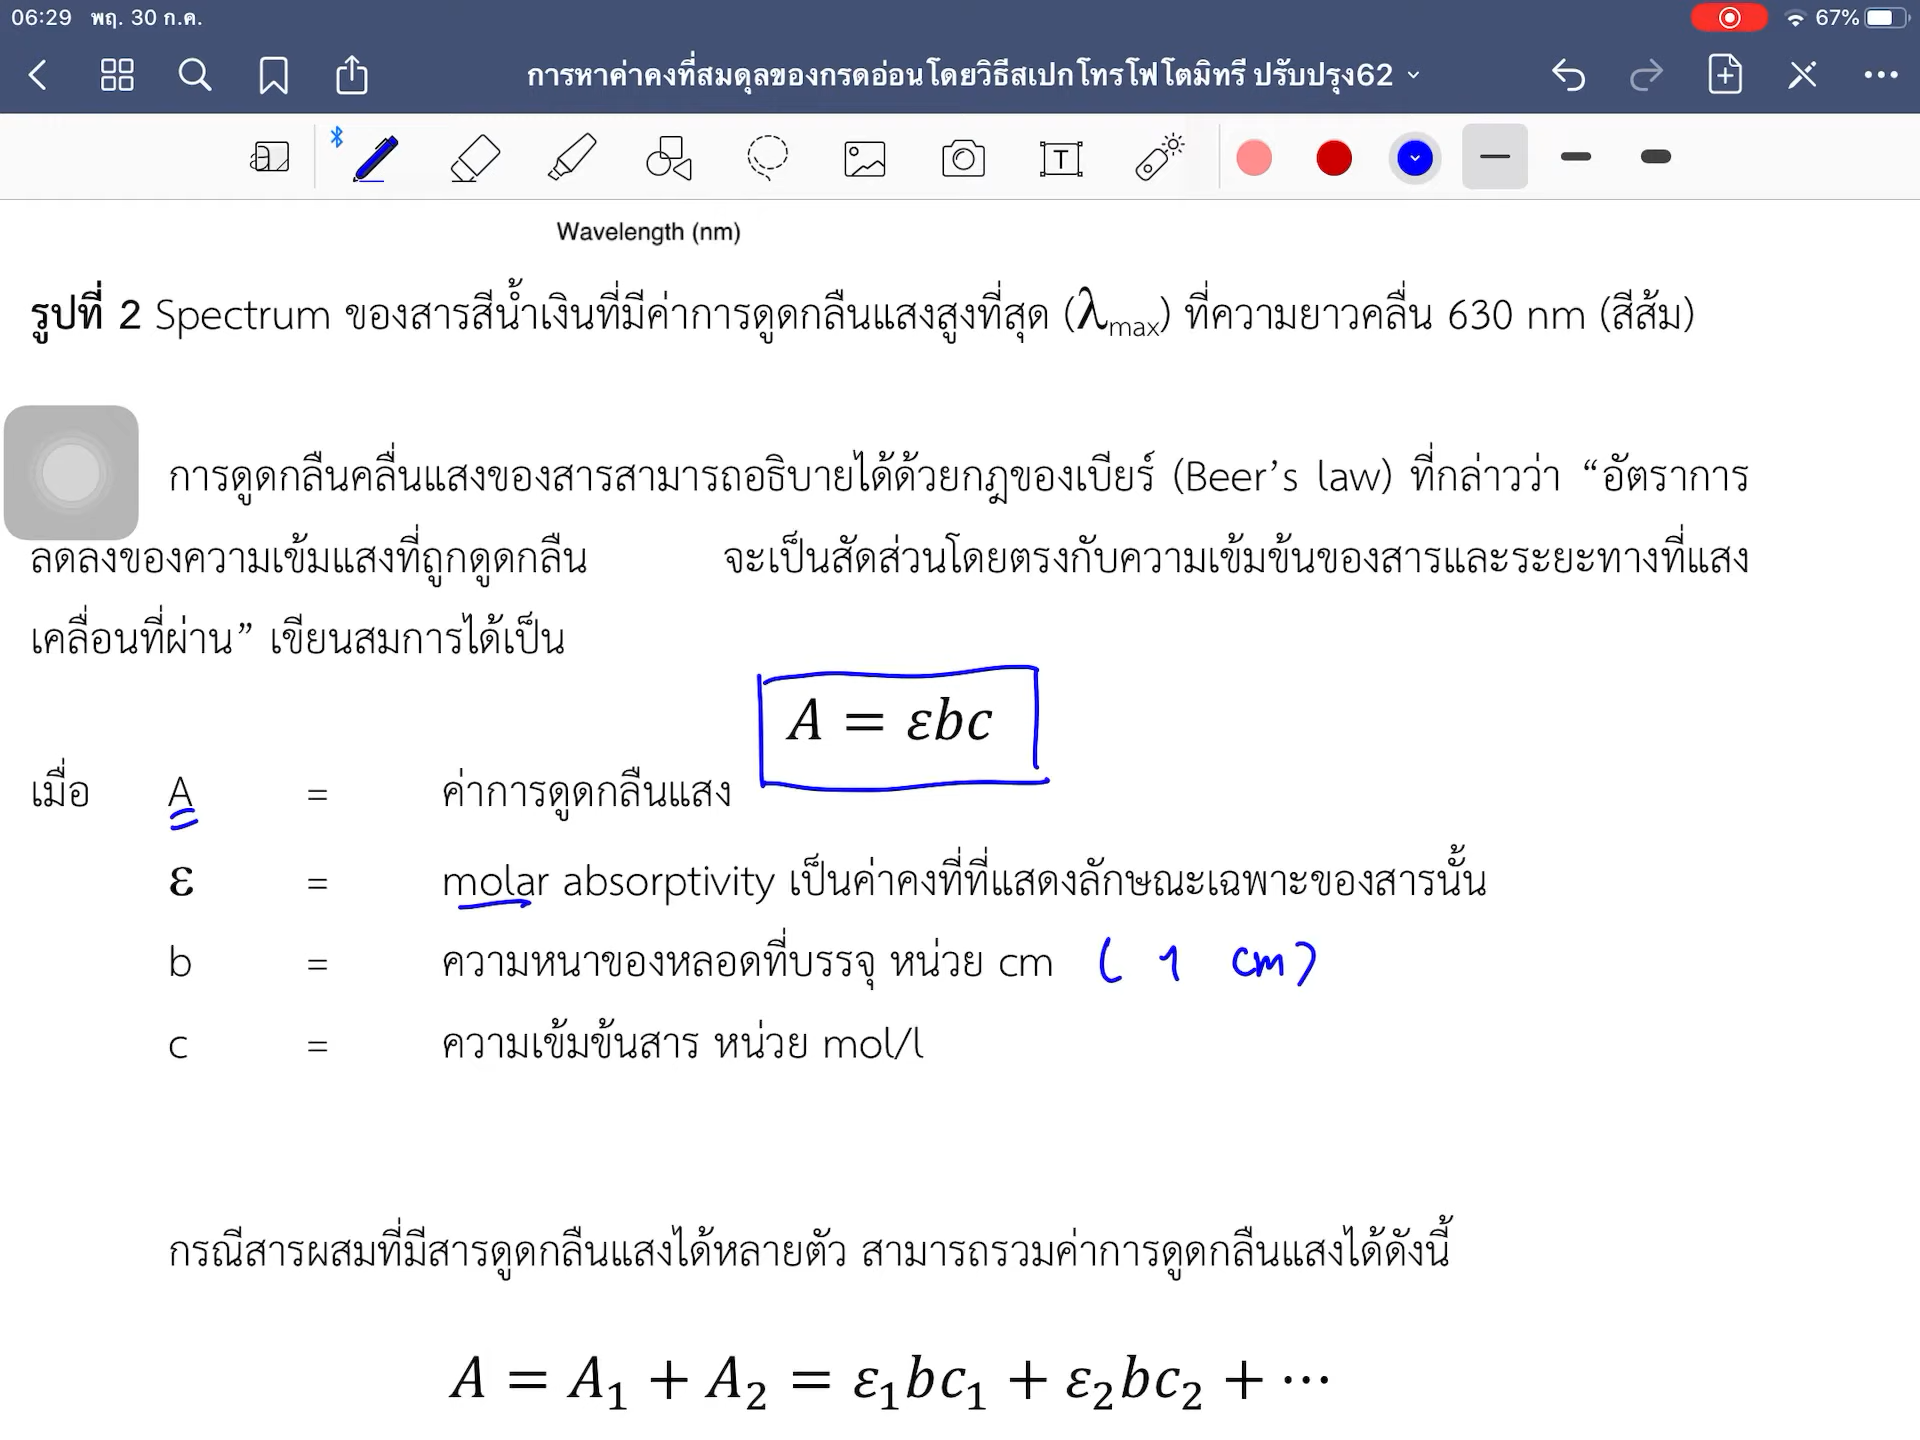 06:29 พฤ. 30 ก.ค. 67%
การหาค่าคงที่สมดุลของกรดอ่อนโดยวิธีสเปกโทรโฟโตมิทรี ปรับปรุง62
Wavelength (nm)
รูปที่ 2 Spectrum ของสารสีน้ำเงินที่มีค่าการดูดกลืนแสงสูงที่สุด (λmax) ที่ความยาวคลื่น 630 nm (สีส้ม)
การดูดกลืนคลื่นแสงของสารสามารถอธิบายได้ด้วยกฎของเบียร์ (Beer’s law) ที่กล่าวว่า “อัตราการ
ลดลงของความเข้มแสงที่ถูกดูดกลืน จะเป็นสัดส่วนโดยตรงกับความเข้มข้นของสารและระยะทางที่แสง
เคลื่อนที่ผ่าน” เขียนสมการได้เป็น
A = εbc
เมื่อ A = ค่าการดูดกลืนแสง
ε = molar absorptivity เป็นค่าคงที่ที่แสดงลักษณะเฉพาะของสารนั้น
b = ความหนาของหลอดที่บรรจุ หน่วย cm (1 cm)
c = ความเข้มข้นสาร หน่วย mol/l
กรณีสารผสมที่มีสารดูดกลืนแสงได้หลายตัว สามารถรวมค่าการดูดกลืนแสงได้ดังนี้
A = A₁ + A₂ = ε₁bc₁ + ε₂bc₂ + ⋯